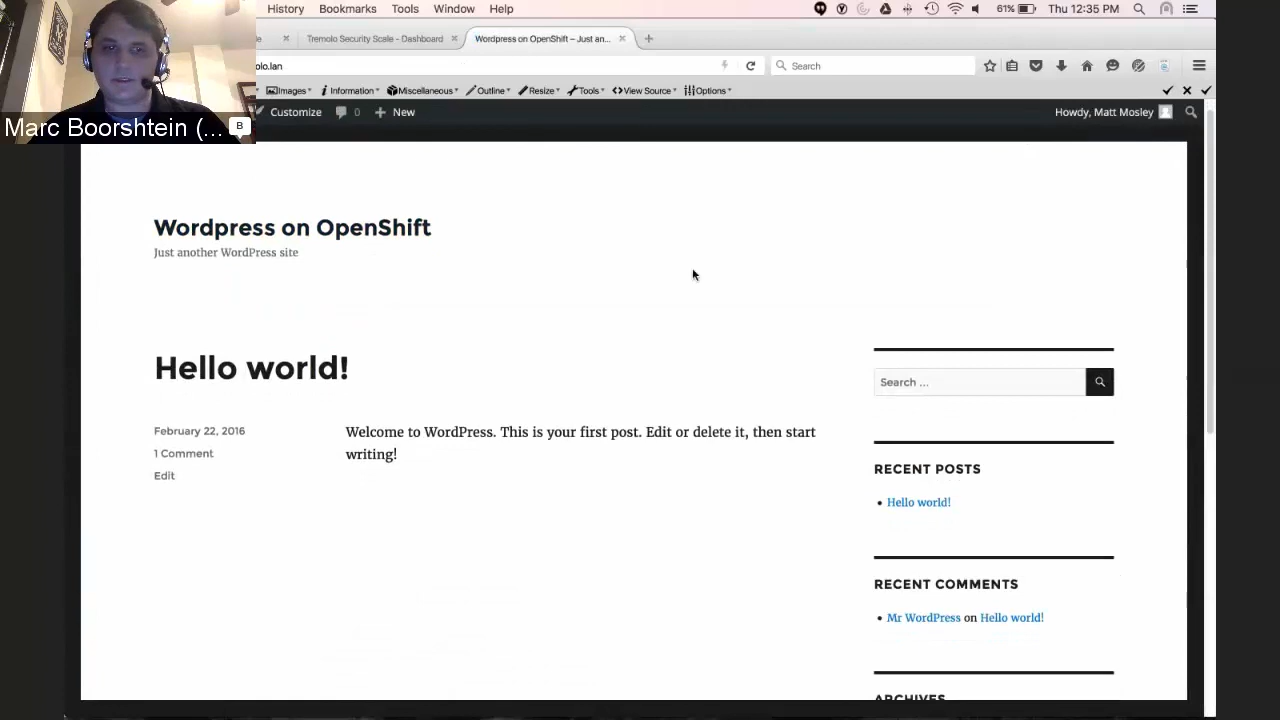 History Bookmarks Tools Window Help
61% Thu 12:35 PM
Tremolo Security Scale - Dashboard
Wordpress on OpenShift – Just an...
olo.lan
Search
Images Information Miscellaneous Outline Resize Tools View Source Options
Marc Boorshtein (...
B
Customize 0 New
Howdy, Matt Mosley
Wordpress on OpenShift
Just another WordPress site
Hello world!
February 22, 2016
1 Comment
Edit
Welcome to WordPress. This is your first post. Edit or delete it, then start
writing!
Search ...
RECENT POSTS
Hello world!
RECENT COMMENTS
Mr WordPress on Hello world!
ARCHIVES